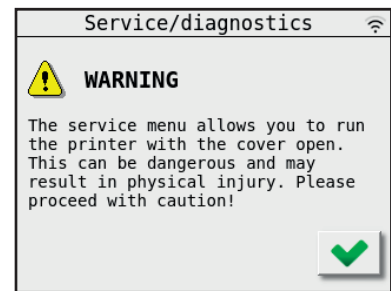 Service/diagnostics
WARNING
The service menu allows you to run
the printer with the cover open.
This can be dangerous and may
result in physical injury. Please
proceed with caution!